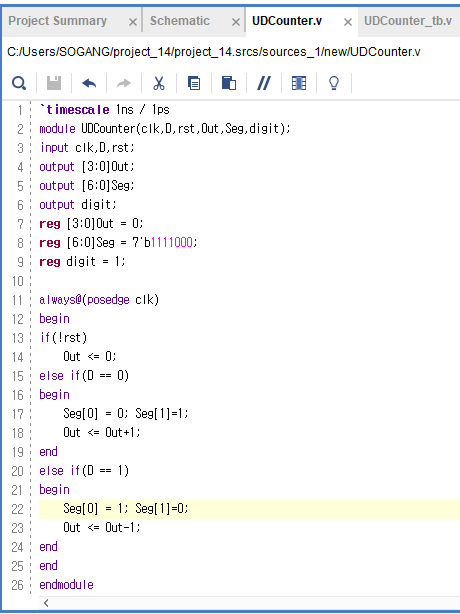 Project Summary × Schematic × UDCounter.v × UDCounter_tb.v
C:/Users/SOGANG/project_14/project_14.srcs/sources_1/new/UDCounter.v
1 `timescale 1ns / 1ps
2 module UDCounter(clk,D,rst,Out,Seg,digit);
3 input clk,D,rst;
4 output [3:0]Out;
5 output [6:0]Seg;
6 output digit;
7 reg [3:0]Out = 0;
8 reg [6:0]Seg = 7'b1111000;
9 reg digit = 1;
10
11 always@(posedge clk)
12 begin
13 if(!rst)
14 Out <= 0;
15 else if(D == 0)
16 begin
17 Seg[0] = 0; Seg[1]=1;
18 Out <= Out+1;
19 end
20 else if(D == 1)
21 begin
22 Seg[0] = 1; Seg[1]=0;
23 Out <= Out-1;
24 end
25 end
26 endmodule